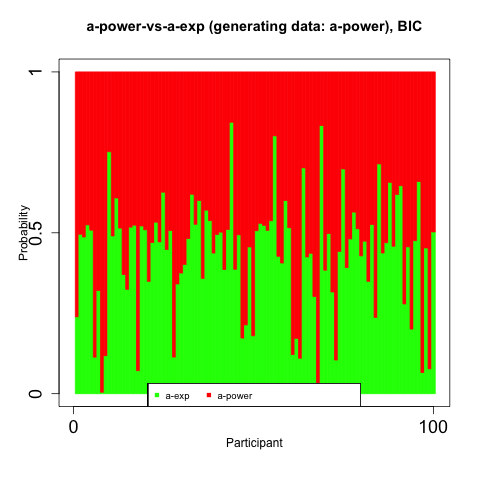 a-power-vs-a-exp (generating data: a-power), BIC
1
0.5
0
Probability
a-exp a-power
0 100
Participant